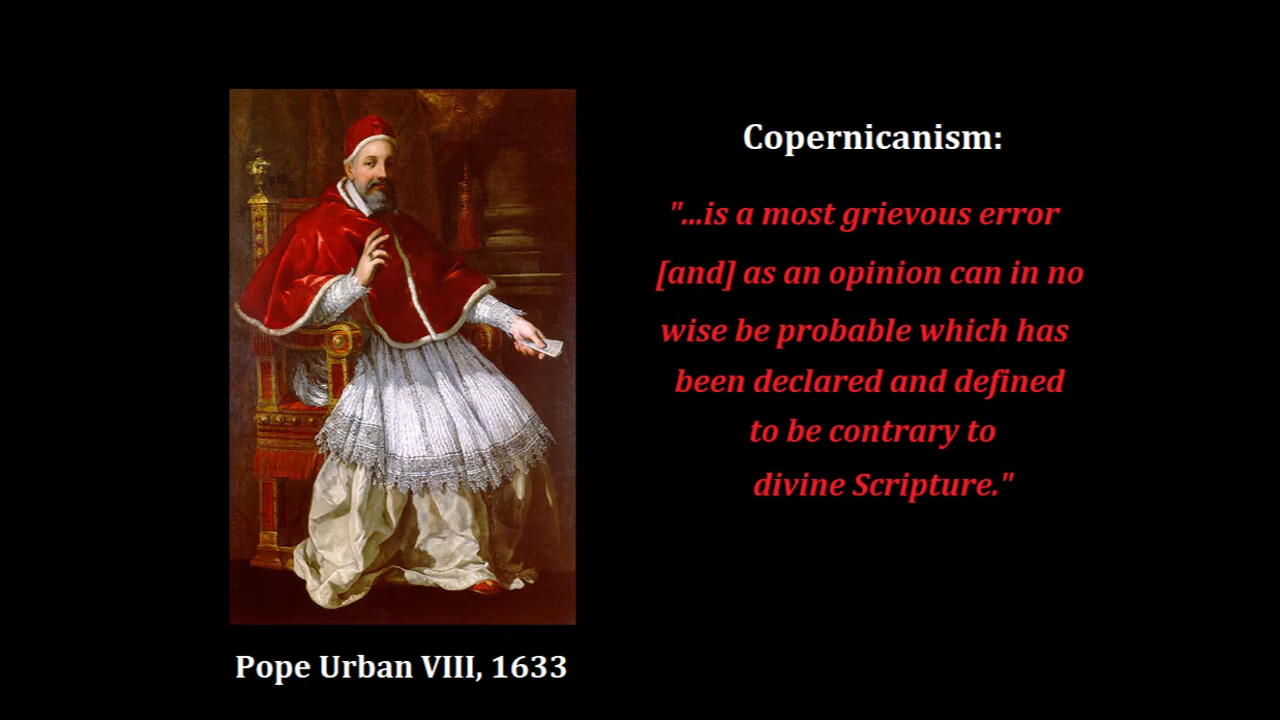 Copernicanism:
"...is a most grievous error
[and] as an opinion can in no
wise be probable which has
been declared and defined
to be contrary to
divine Scripture."
Pope Urban VIII, 1633